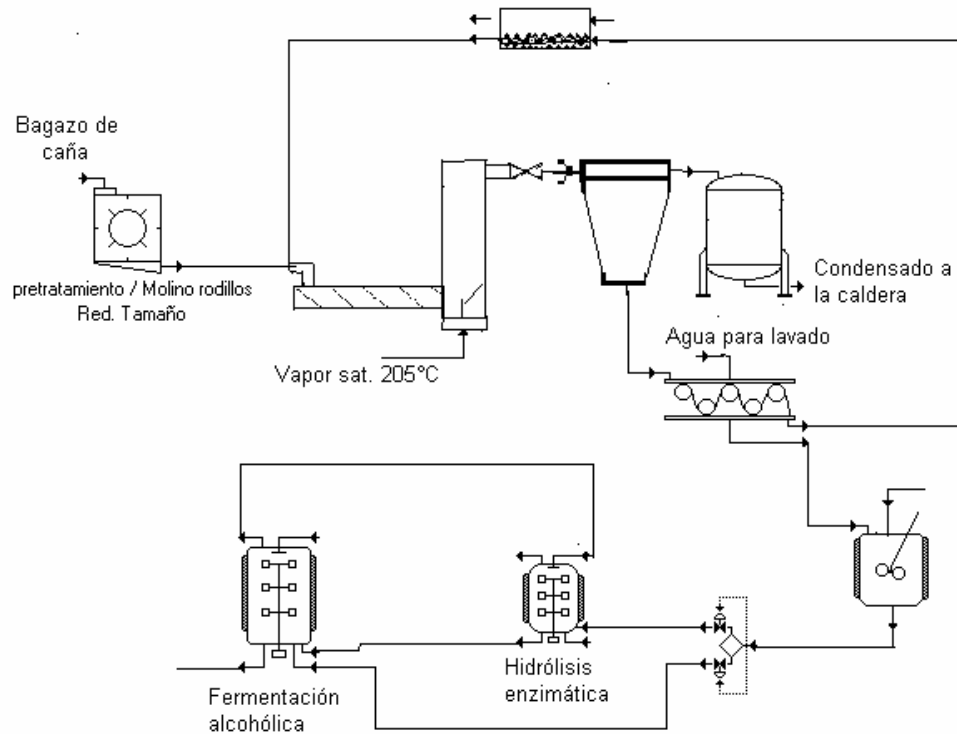 Bagazo de
caña
pretratamiento / Molino rodillos
Red. Tamaño
Vapor sat. 205°C
Condensado a
la caldera
Agua para lavado
Hidrólisis
enzimática
Fermentación
alcohólica